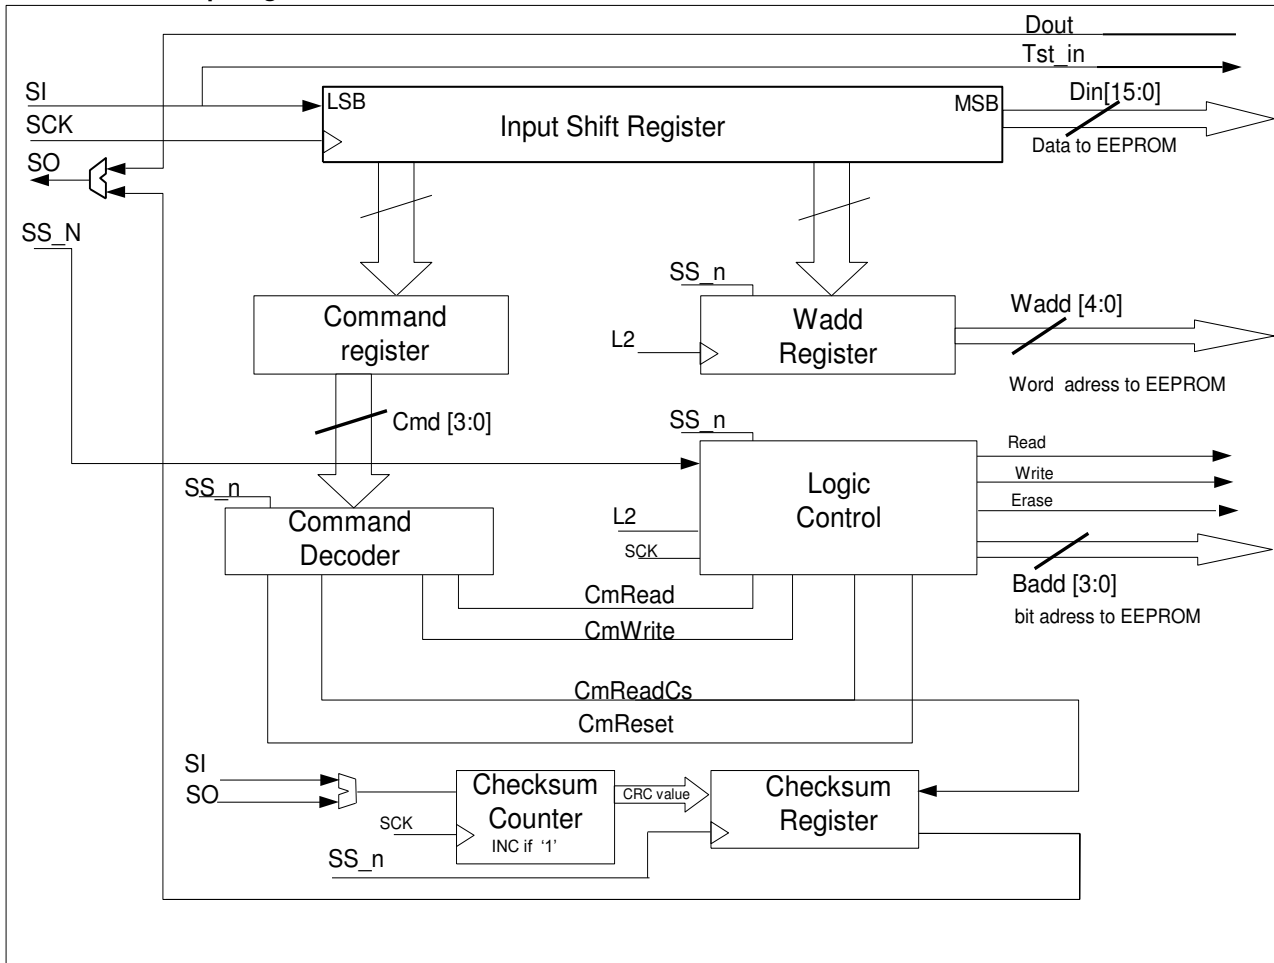 Dout
Tst_in
SI
LSB
MSB
Din[15:0]
SCK
Input Shift Register
Data to EEPROM
SO
SS_N
SS_n
Command
register
Wadd
Register
L2
Wadd [4:0]
Word adress to EEPROM
Cmd [3:0]
SS_n
Read
Write
Erase
SS_n
Logic
Control
Command
Decoder
L2
SCK
CmRead
Badd [3:0]
bit adress to EEPROM
CmWrite
CmReadCs
CmReset
SI
SO
Checksum
Counter
INC if '1'
CRC value
Checksum
Register
SCK
SS_n